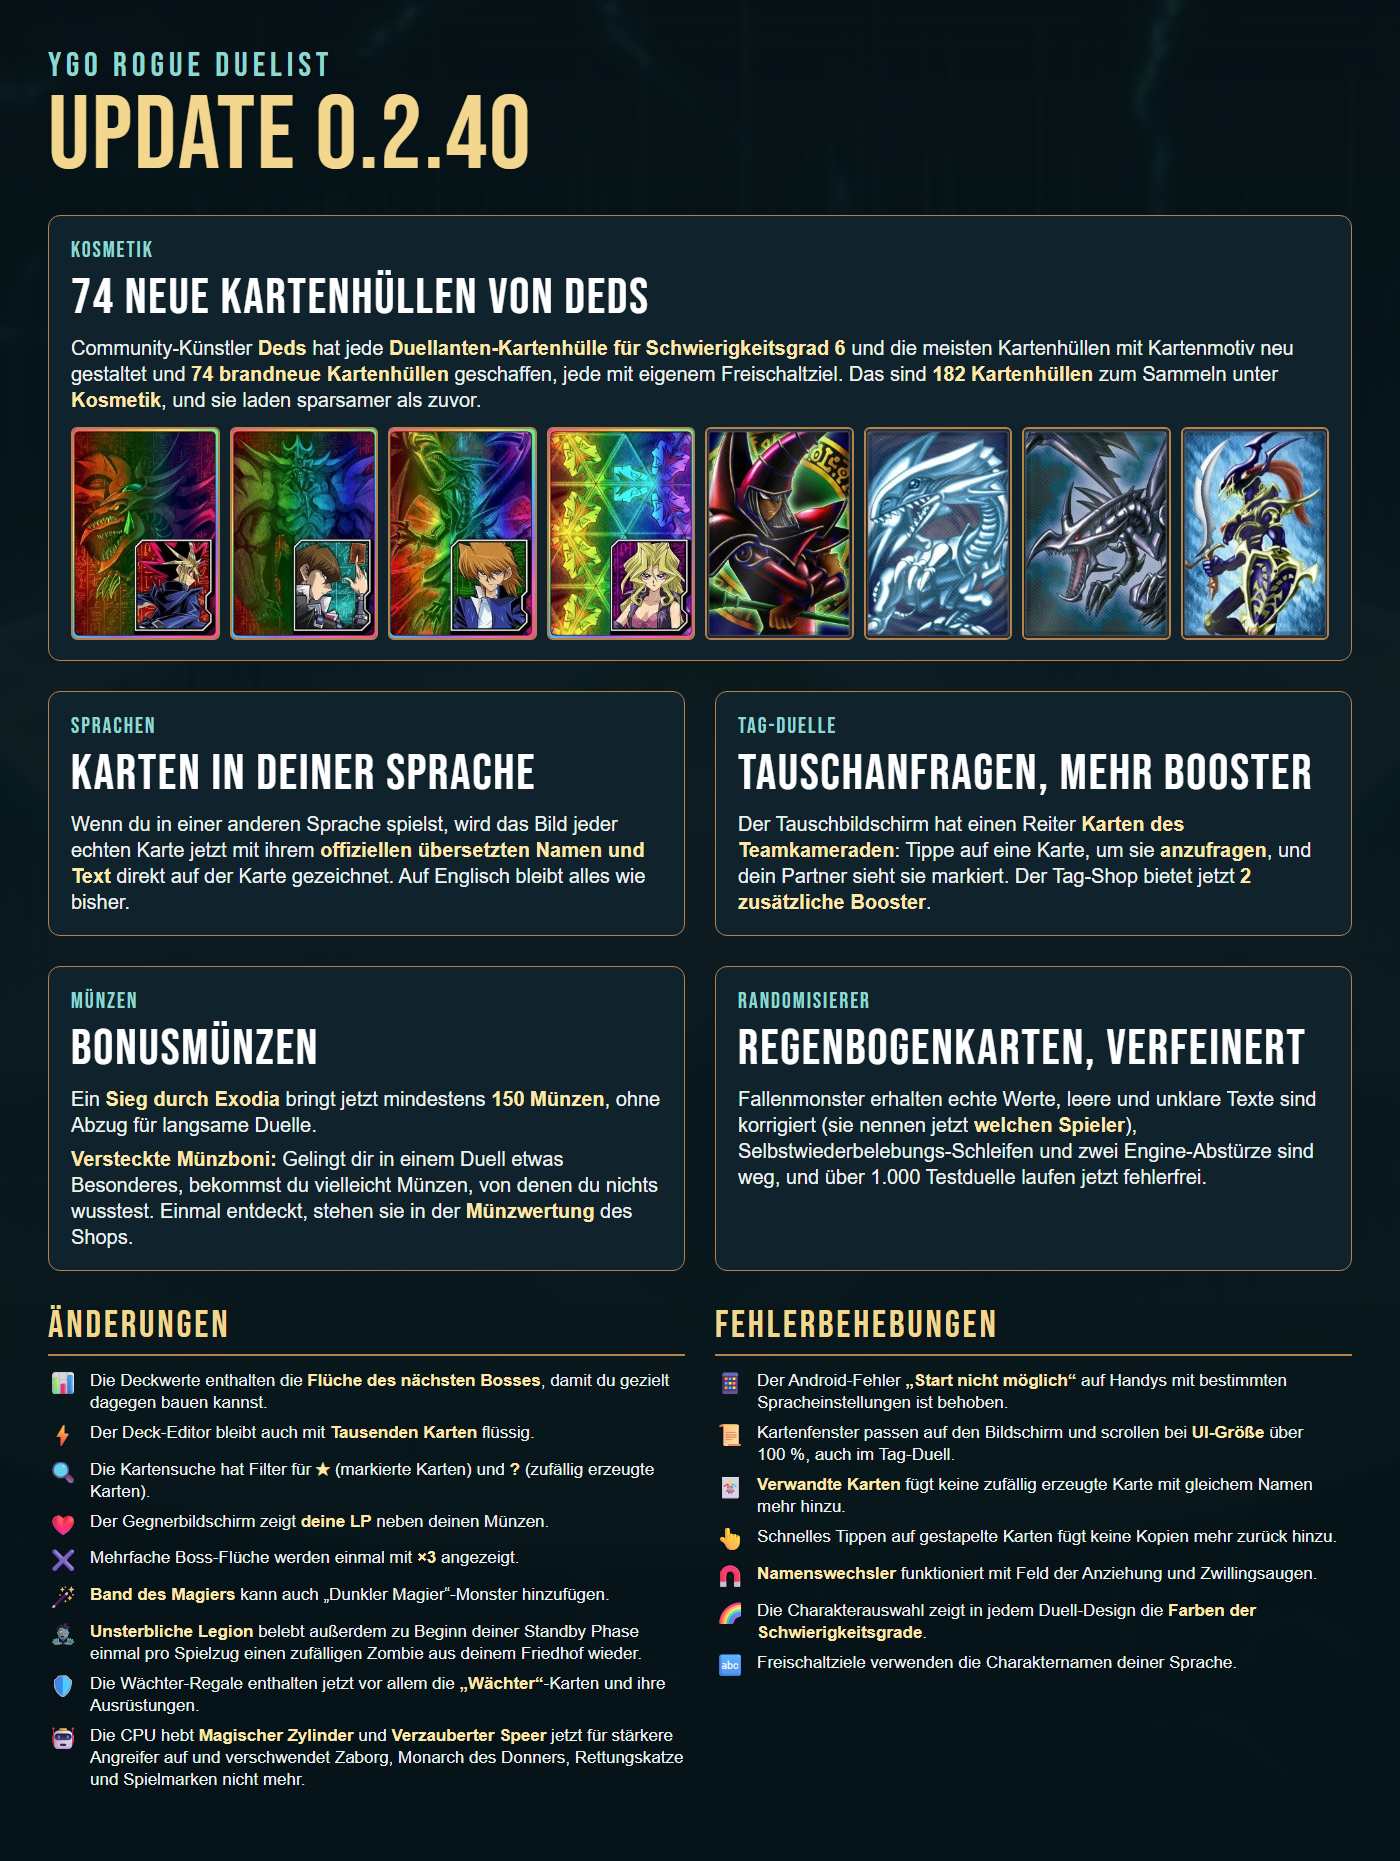 YGO ROGUE DUELIST
UPDATE 0.2.40
KOSMETIK
74 NEUE KARTENHÜLLEN VON DEDS
Community-Künstler Deds hat jede Duellanten-Kartenhülle für Schwierigkeitsgrad 6 und die meisten Kartenhüllen mit Kartenmotiv neu
gestaltet und 74 brandneue Kartenhüllen geschaffen, jede mit eigenem Freischaltziel. Das sind 182 Kartenhüllen zum Sammeln unter
Kosmetik, und sie laden sparsamer als zuvor.
SPRACHEN
KARTEN IN DEINER SPRACHE
Wenn du in einer anderen Sprache spielst, wird das Bild jeder
echten Karte jetzt mit ihrem offiziellen übersetzten Namen und
Text direkt auf der Karte gezeichnet. Auf Englisch bleibt alles wie
bisher.
TAG-DUELLE
TAUSCHANFRAGEN, MEHR BOOSTER
Der Tauschbildschirm hat einen Reiter Karten des
Teamkameraden: Tippe auf eine Karte, um sie anzufragen, und
dein Partner sieht sie markiert. Der Tag-Shop bietet jetzt 2
zusätzliche Booster.
MÜNZEN
BONUSMÜNZEN
Ein Sieg durch Exodia bringt jetzt mindestens 150 Münzen, ohne
Abzug für langsame Duelle.
Versteckte Münzboni: Gelingt dir in einem Duell etwas
Besonderes, bekommst du vielleicht Münzen, von denen du nichts
wusstest. Einmal entdeckt, stehen sie in der Münzwertung des
Shops.
RANDOMISIERER
REGENBOGENKARTEN, VERFEINERT
Fallenmonster erhalten echte Werte, leere und unklare Texte sind
korrigiert (sie nennen jetzt welchen Spieler),
Selbstwiederbelebungs-Schleifen und zwei Engine-Abstürze sind
weg, und über 1.000 Testduelle laufen jetzt fehlerfrei.
ÄNDERUNGEN
Die Deckwerte enthalten die Flüche des nächsten Bosses, damit du gezielt
dagegen bauen kannst.
Der Deck-Editor bleibt auch mit Tausenden Karten flüssig.
Die Kartensuche hat Filter für ★ (markierte Karten) und ? (zufällig erzeugte
Karten).
Der Gegnerbildschirm zeigt deine LP neben deinen Münzen.
Mehrfache Boss-Flüche werden einmal mit ×3 angezeigt.
Band des Magiers kann auch „Dunkler Magier“-Monster hinzufügen.
Unsterbliche Legion belebt außerdem zu Beginn deiner Standby Phase
einmal pro Spielzug einen zufälligen Zombie aus deinem Friedhof wieder.
Die Wächter-Regale enthalten jetzt vor allem die „Wächter“-Karten und ihre
Ausrüstungen.
Die CPU hebt Magischer Zylinder und Verzauberter Speer jetzt für stärkere
Angreifer auf und verschwendet Zaborg, Monarch des Donners, Rettungskatze
und Spielmarken nicht mehr.
FEHLERBEHEBUNGEN
Der Android-Fehler „Start nicht möglich“ auf Handys mit bestimmten
Spracheinstellungen ist behoben.
Kartenfenster passen auf den Bildschirm und scrollen bei UI-Größe über
100 %, auch im Tag-Duell.
Verwandte Karten fügt keine zufällig erzeugte Karte mit gleichem Namen
mehr hinzu.
Schnelles Tippen auf gestapelte Karten fügt keine Kopien mehr zurück hinzu.
Namenswechsler funktioniert mit Feld der Anziehung und Zwillingsaugen.
Die Charakterauswahl zeigt in jedem Duell-Design die Farben der
Schwierigkeitsgrade.
abc
Freischaltziele verwenden die Charakternamen deiner Sprache.